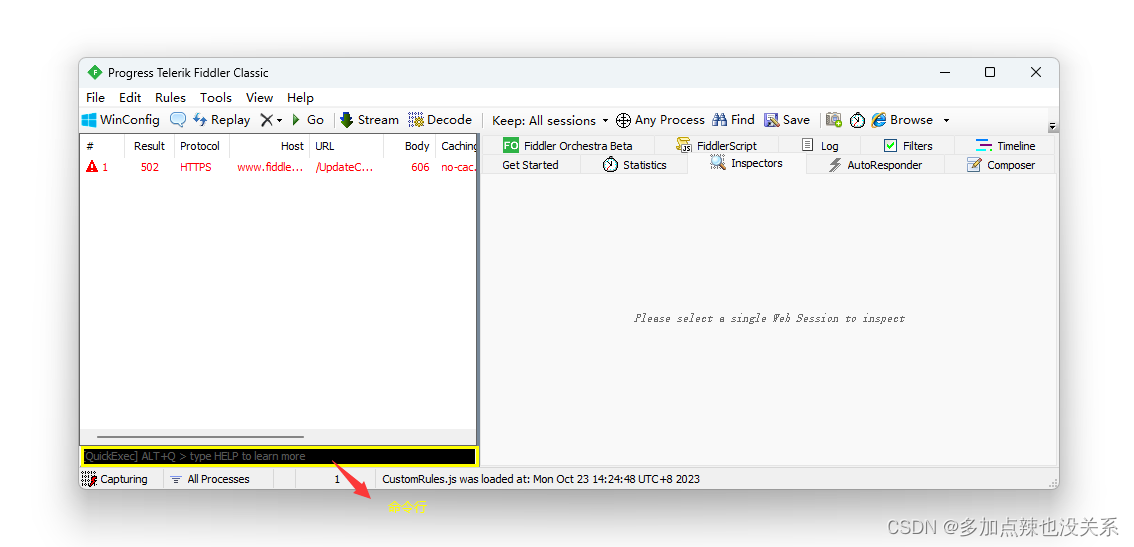 Progress Telerik Fiddler Classic
File Edit Rules Tools View Help
WinConfig Replay Go Stream Decode Keep: All sessions Any Process Find Save Browse
# Result Protocol Host URL Body Caching
1 502 HTTPS www.fiddle... /UpdateC... 606 no-cac...
FO Fiddler Orchestra Beta JS FiddlerScript Log Filters Timeline
Get Started Statistics Inspectors AutoResponder Composer
Please select a single Web Session to inspect
QuickExec] ALT+Q > type HELP to learn more
Capturing All Processes 1 CustomRules.js was loaded at: Mon Oct 23 14:24:48 UTC+8 2023
命令行
CSDN @多加点辣也没关系